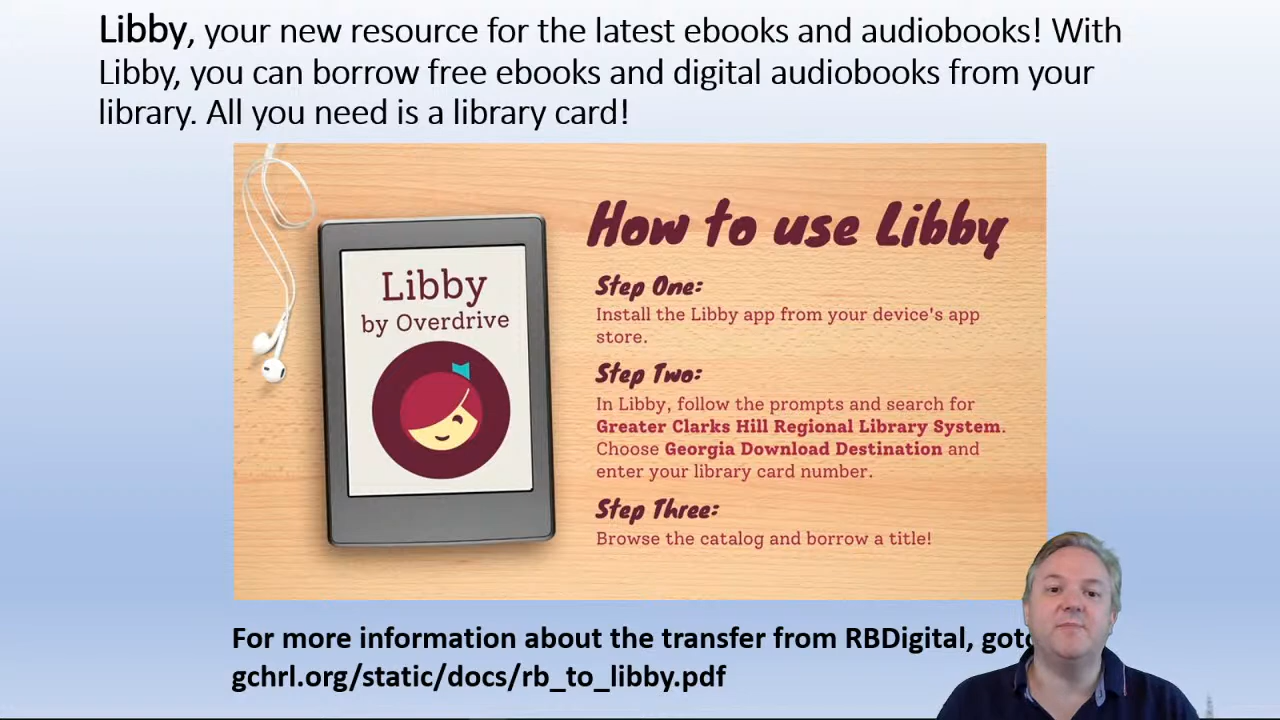 Libby, your new resource for the latest ebooks and audiobooks! With
Libby, you can borrow free ebooks and digital audiobooks from your
library. All you need is a library card!
Libby
by Overdrive
How to use Libby
Step One:
Install the Libby app from your device's app
store.
Step Two:
In Libby, follow the prompts and search for
Greater Clarks Hill Regional Library System.
Choose Georgia Download Destination and
enter your library card number.
Step Three:
Browse the catalog and borrow a title!
For more information about the transfer from RBDigital, goto
gchrl.org/static/docs/rb_to_libby.pdf